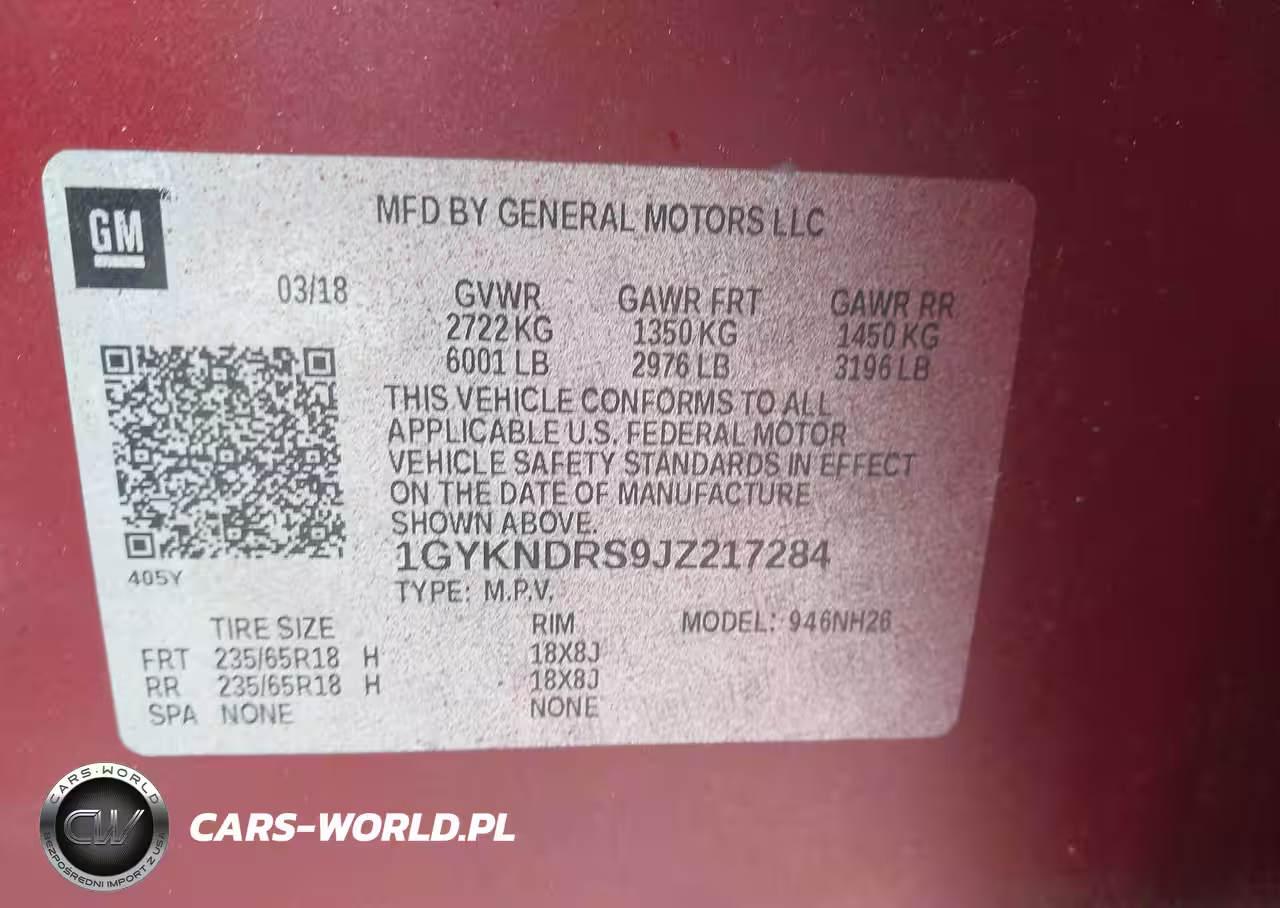 GM
MFD BY GENERAL MOTORS LLC
03/18
GVWR GAWR FRT GAWR RR
2722 KG 1350 KG 1450 KG
6001 LB 2976 LB 3196 LB
THIS VEHICLE CONFORMS TO ALL
APPLICABLE U.S. FEDERAL MOTOR
VEHICLE SAFETY STANDARDS IN EFFECT
ON THE DATE OF MANUFACTURE
SHOWN ABOVE.
1GYKNDRS9JZ217284
405Y
TYPE: M.P.V.
TIRE SIZE RIM MODEL: 946NH26
FRT 235/65R18 H 18X8J
RR 235/65R18 H 18X8J
SPA NONE NONE
CARS-WORLD
CW
BEZPOŚREDNI IMPORT Z USA
CARS-WORLD.PL